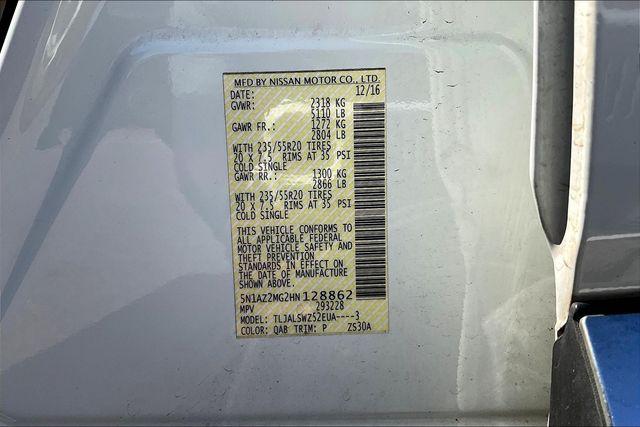 MFD BY NISSAN MOTOR CO., LTD.
DATE: 12/16
GVWR: 2318 KG
5110 LB
GAWR FR.: 1272 KG
2804 LB
WITH 235/55R20 TIRES
20 X 7.5 RIMS AT 35 PSI
COLD SINGLE
GAWR RR.: 1300 KG
2866 LB
WITH 235/55R20 TIRES
20 X 7.5 RIMS AT 35 PSI
COLD SINGLE
THIS VEHICLE CONFORMS TO
ALL APPLICABLE FEDERAL
MOTOR VEHICLE SAFETY AND
THEFT PREVENTION
STANDARDS IN EFFECT ON
THE DATE OF MANUFACTURE
SHOWN ABOVE.
5N1AZ2MG2HN128862
MPV 293228
MODEL: TLJALSWZS2EUA----3
COLOR: QAB TRIM: P ZS30A